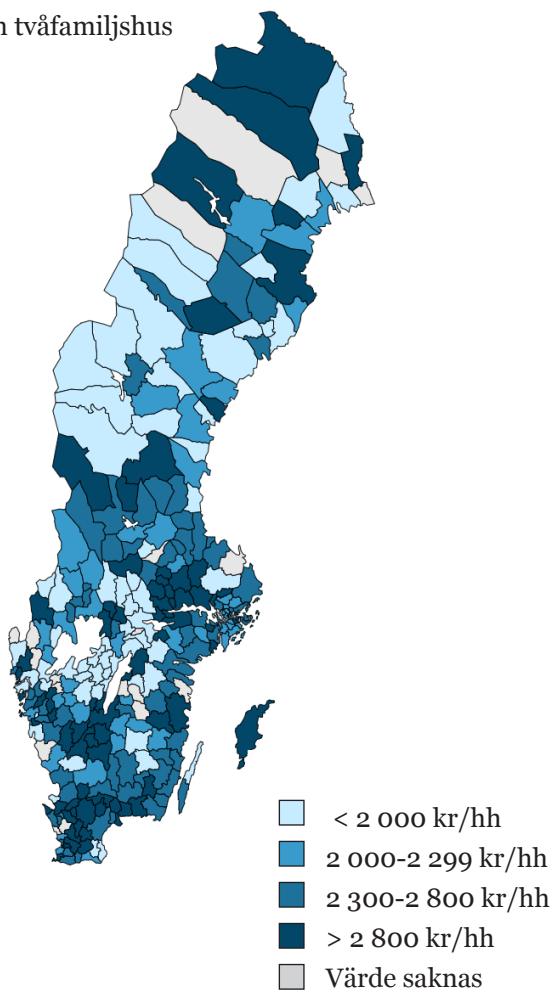 n tvåfamiljshus
< 2 000 kr/hh
2 000-2 299 kr/hh
2 300-2 800 kr/hh
> 2 800 kr/hh
Värde saknas